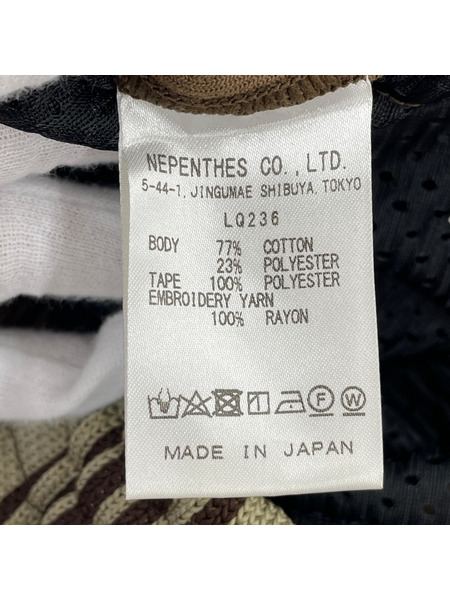 NEPENTHES CO.,LTD.
5-44-1, JINGUMAE SHIBUYA, TOKYO
LQ236
BODY 77% COTTON
23% POLYESTER
TAPE 100% POLYESTER
EMBROIDERY YARN
100% RAYON
F W
MADE IN JAPAN